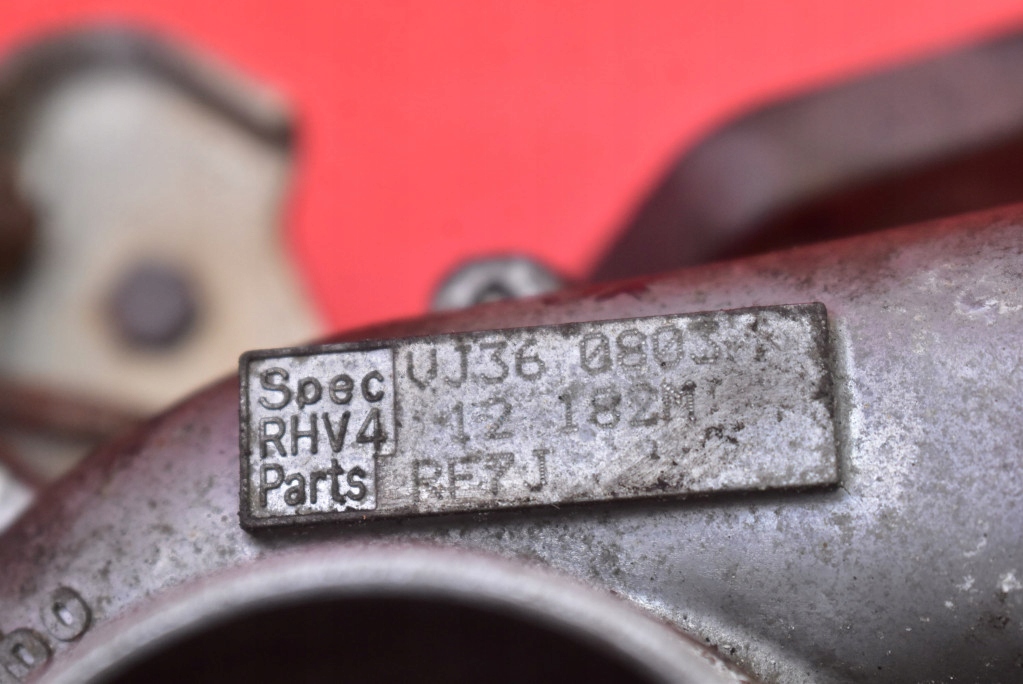 Spec VJ36 0803
RHV4 12 182M
Parts RF7J